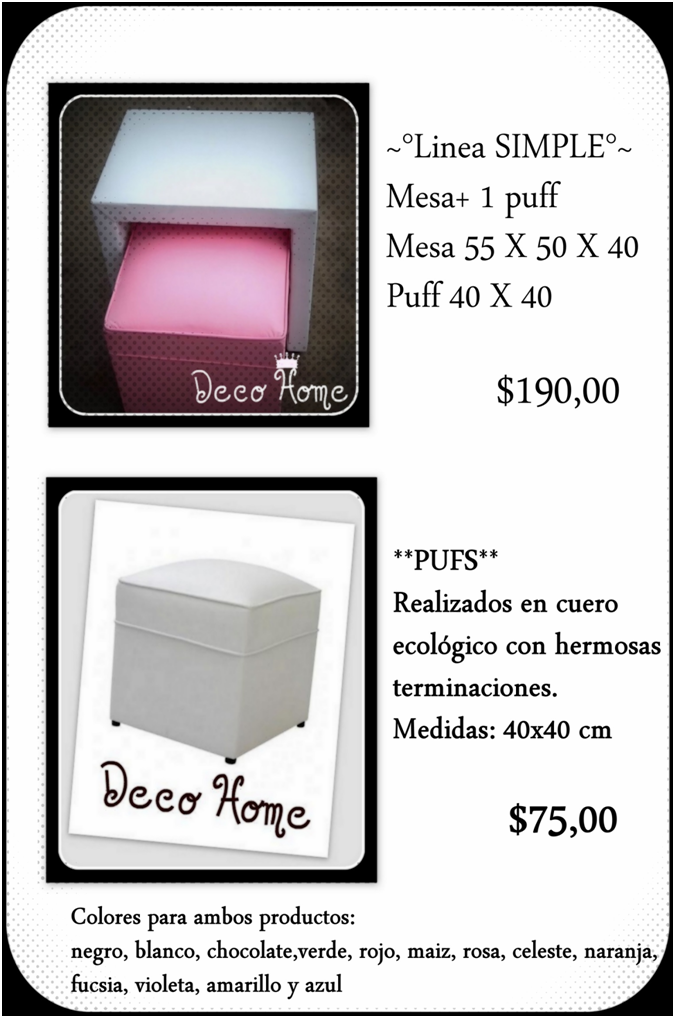 ~°Linea SIMPLE°~
Mesa+ 1 puff
Mesa 55 X 50 X 40
Puff 40 X 40
$190,00
Deco Home
**PUFS**
Realizados en cuero
ecológico con hermosas
terminaciones.
Medidas: 40x40 cm
$75,00
Deco Home
Colores para ambos productos:
negro, blanco, chocolate,verde, rojo, maiz, rosa, celeste, naranja,
fucsia, violeta, amarillo y azul